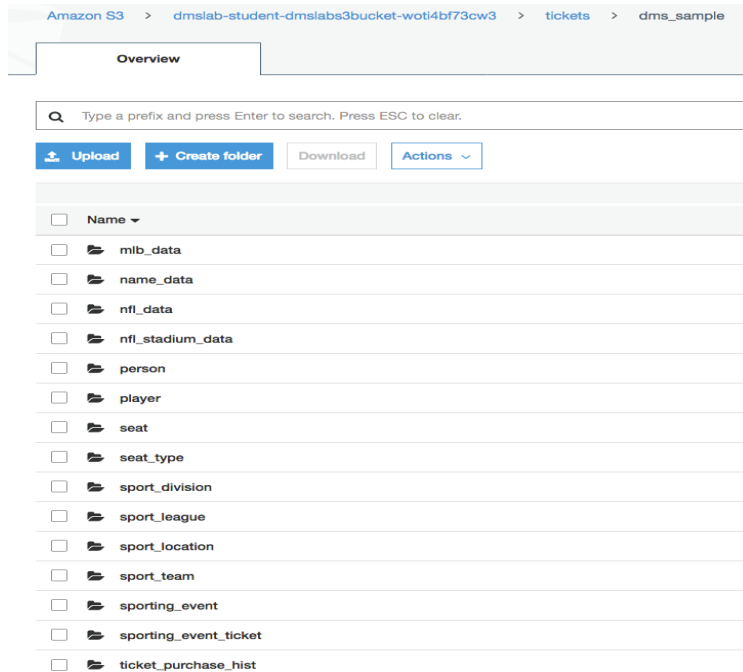 Amazon S3 > dmslab-student-dmslabs3bucket-woti4bf73cw3 > tickets > dms_sample
Overview
Type a prefix and press Enter to search. Press ESC to clear.
Upload + Create folder Download Actions
Name
mlb_data
name_data
nfl_data
nfl_stadium_data
person
player
seat
seat_type
sport_division
sport_league
sport_location
sport_team
sporting_event
sporting_event_ticket
ticket_purchase_hist